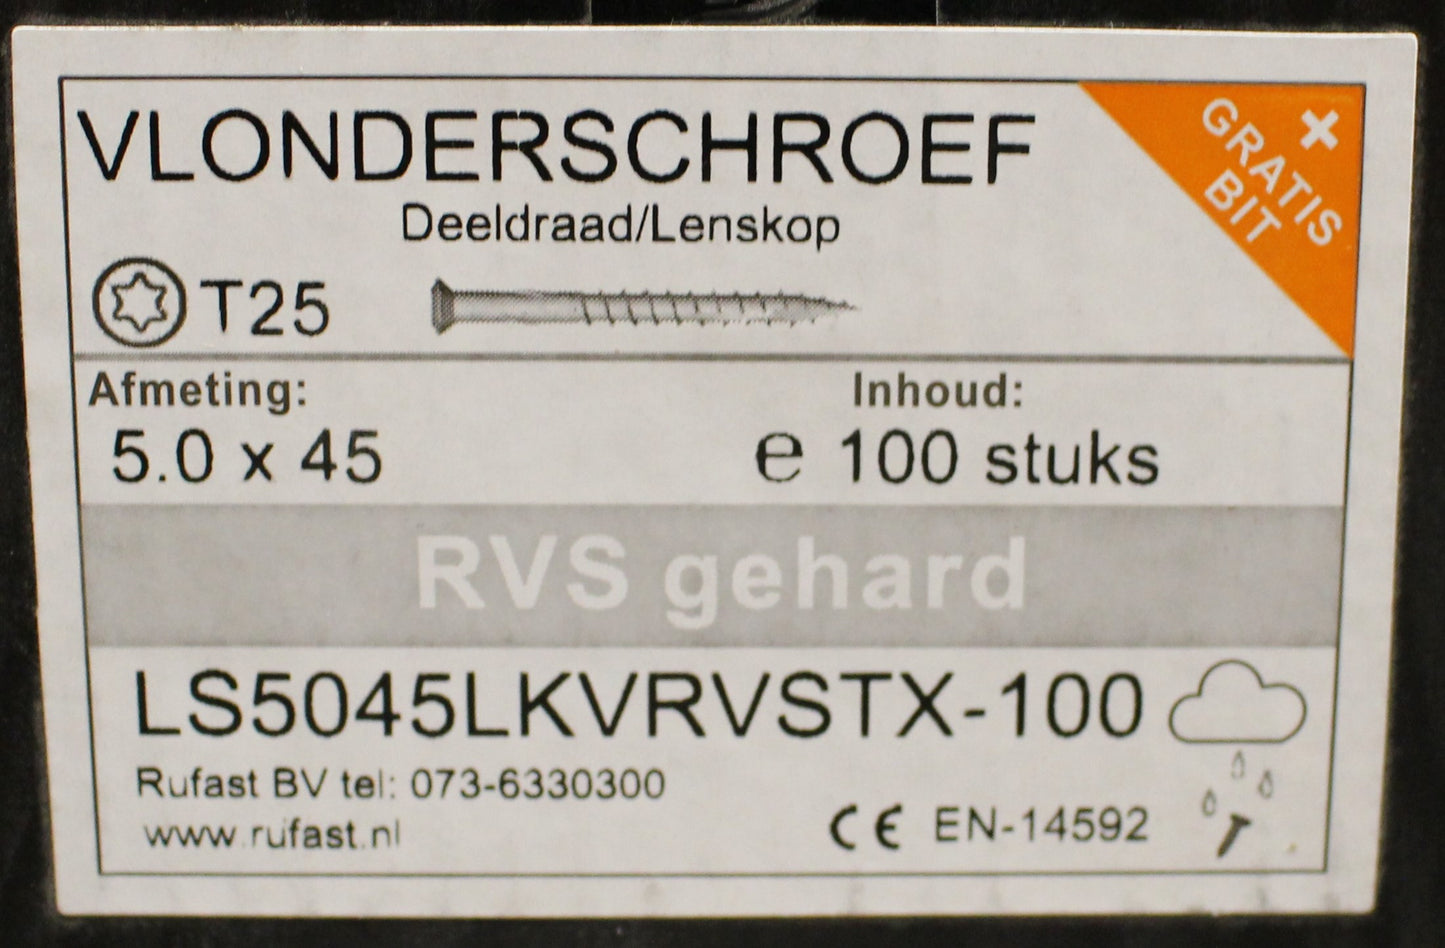 VLONDERSCHROEF
+
GRATIS
BIT
Deeldraad/Lenskop
T25
Afmeting:
5.0 x 45
Inhoud:
℮ 100 stuks
RVS gehard
LS5045LKVRVSTX-100
Rufast BV tel: 073-6330300
www.rufast.nl
CE EN-14592